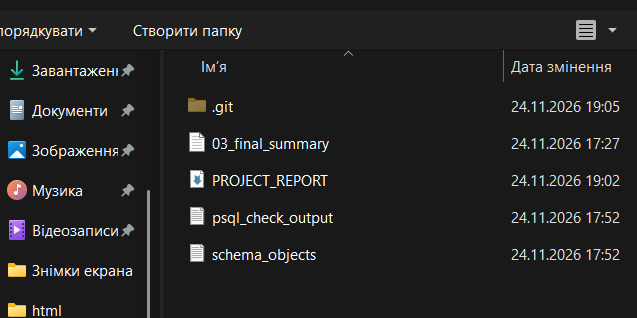 порядкувати Створити папку
Завантажен
Документи
Зображення
Музика
Відеозаписи
Знімки екрана
html
Ім’я Дата змінення
.git 24.11.2026 19:05
03_final_summary 24.11.2026 17:27
PROJECT_REPORT 24.11.2026 19:02
psql_check_output 24.11.2026 17:52
schema_objects 24.11.2026 17:52